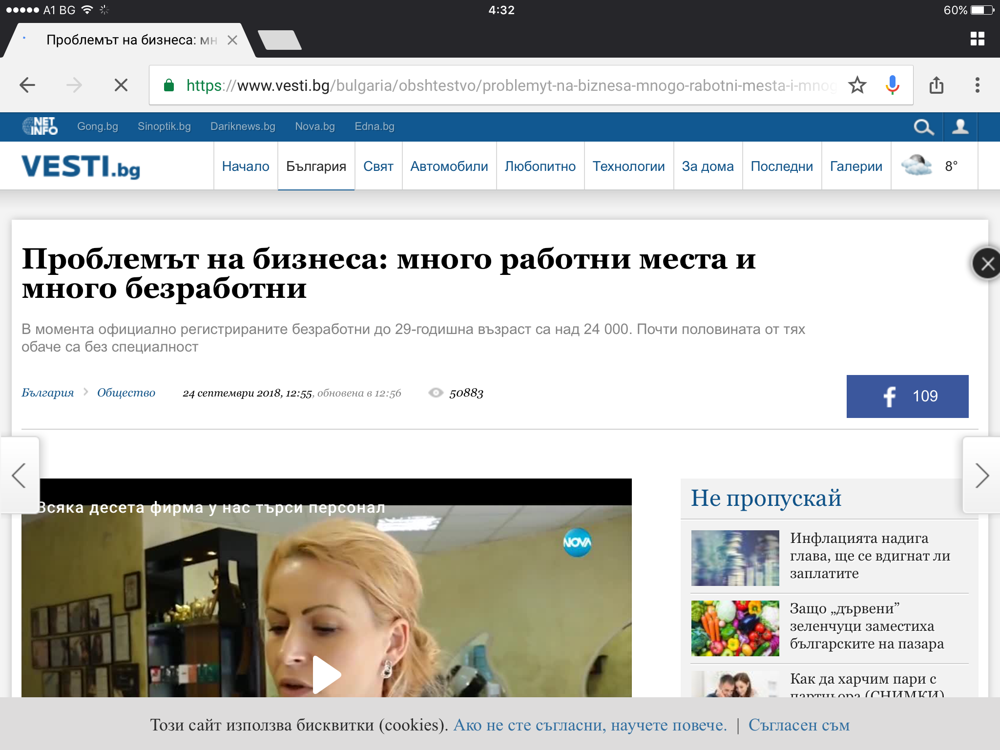 A1 BG
4:32
60%
Проблемът на бизнеса: мн
https://www.vesti.bg/bulgaria/obshtestvo/problemyt-na-biznesa-mnogo-rabotni-mesta-i-mnog
NET INFO
Gong.bg
Sinoptik.bg
Dariknews.bg
Nova.bg
Edna.bg
VESTI.bg
Начало
България
Свят
Автомобили
Любопитно
Технологии
За дома
Последни
Галерии
8°
Проблемът на бизнеса: много работни места и
много безработни
В момента официално регистрираните безработни до 29-годишна възраст са над 24 000. Почти половината от тях
обаче са без специалност
България
Общество
24 септември 2018, 12:55, обновена в 12:56
50883
109
Всяка десета фирма у нас търси персонал
NOVA
Не пропускай
Инфлацията надига
глава, ще се вдигнат ли
заплатите
Защо „дървени”
зеленчуци заместиха
българските на пазара
Как да харчим пари с
партньора (СНИМКИ)
Този сайт използва бисквитки (cookies). Ако не сте съгласни, научете повече. | Съгласен съм